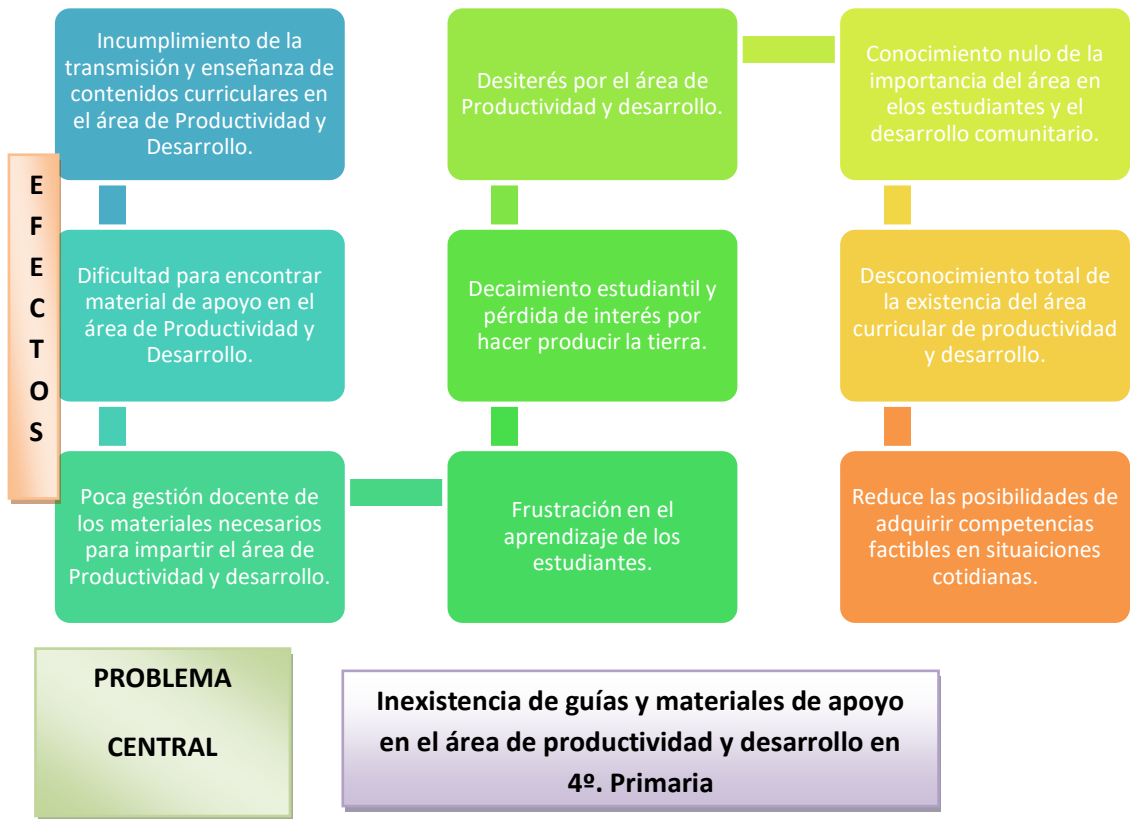 Incumplimiento de la
transmisión y enseñanza de
contenidos curriculares en
el área de Productividad y
Desarrollo.
Desiterés por el área de
Productividad y desarrollo.
Conocimiento nulo de la
importancia del área en
elos estudiantes y el
desarrollo comunitario.
E
F
E
C
T
O
S
Dificultad para encontrar
material de apoyo en el
área de Productividad y
Desarrollo.
Decaimiento estudiantil y
pérdida de interés por
hacer producir la tierra.
Desconocimiento total de
la existencia del área
curricular de productividad
y desarrollo.
Poca gestión docente de
los materiales necesarios
para impartir el área de
Productividad y desarrollo.
Frustración en el
aprendizaje de los
estudiantes.
Reduce las posibilidades de
adquirir competencias
factibles en situaiciones
cotidianas.
PROBLEMA
CENTRAL
Inexistencia de guías y materiales de apoyo
en el área de productividad y desarrollo en
4º. Primaria